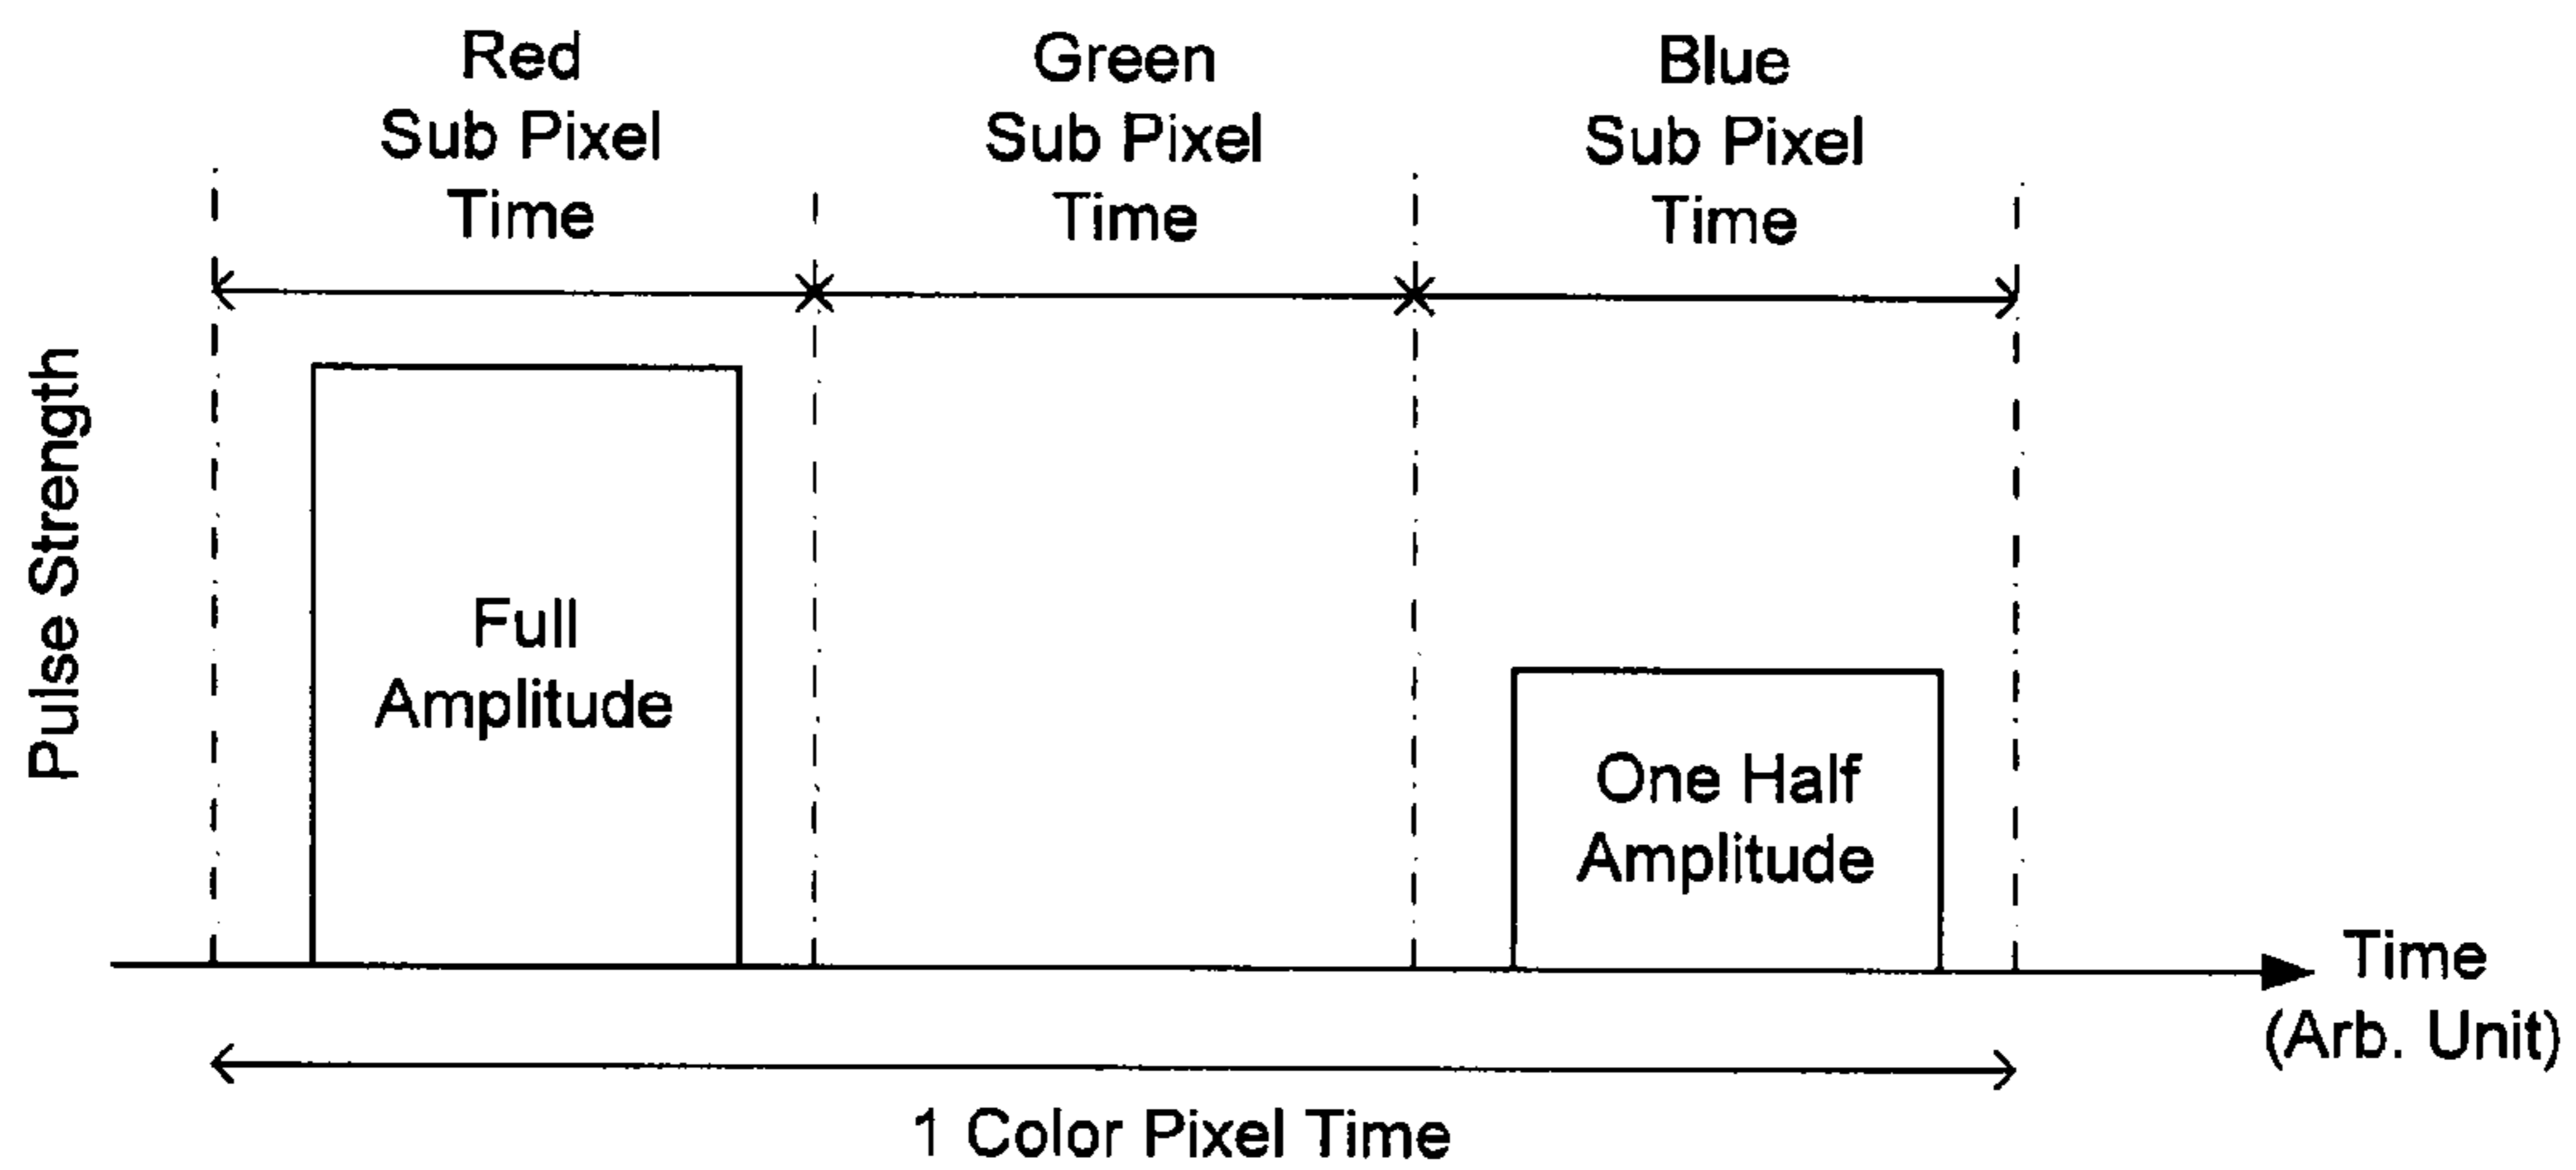 Red
Sub Pixel
Time
Green
Sub Pixel
Time
Blue
Sub Pixel
Time
Pulse Strength
Full
Amplitude
One Half
Amplitude
Time
(Arb. Unit)
1 Color Pixel Time